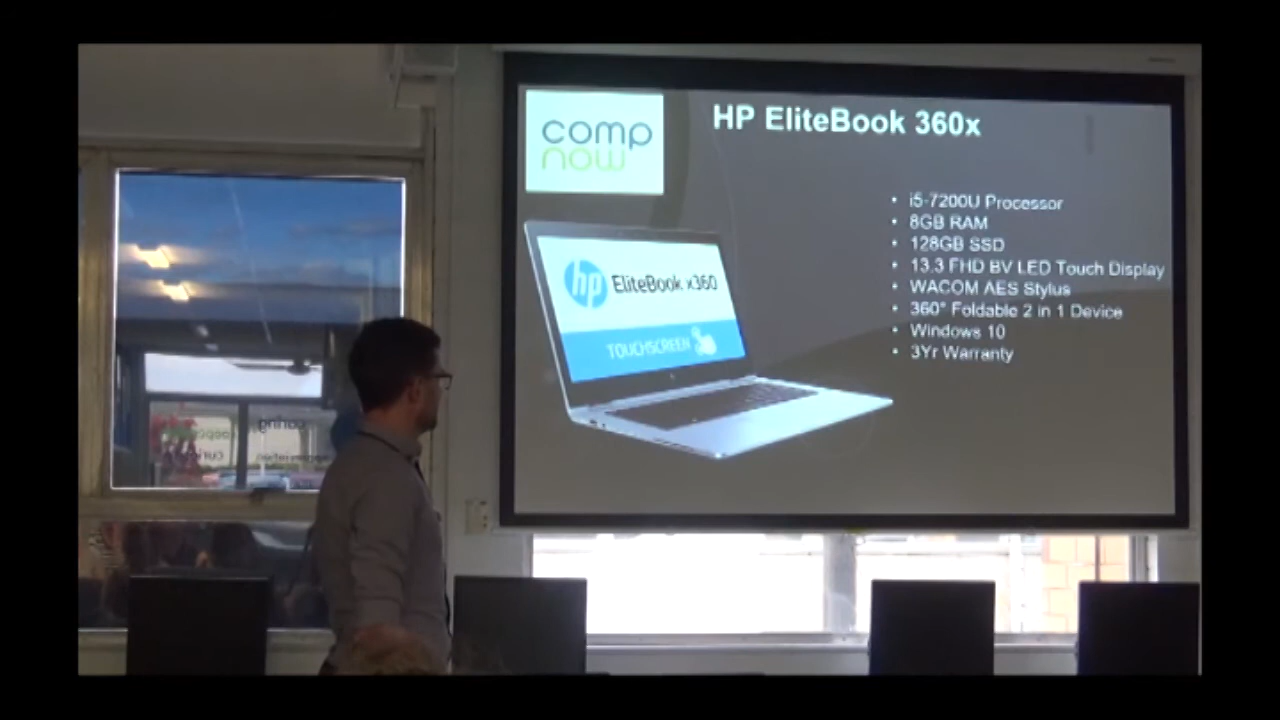 HP EliteBook 360x
comp
now
• i5-7200U Processor
• 8GB RAM
• 128GB SSD
• 13.3 FHD BV LED Touch Display
• WACOM AES Stylus
• 360° Foldable 2 in 1 Device
• Windows 10
• 3Yr Warranty
hp EliteBook x360
TOUCHSCREEN
caring